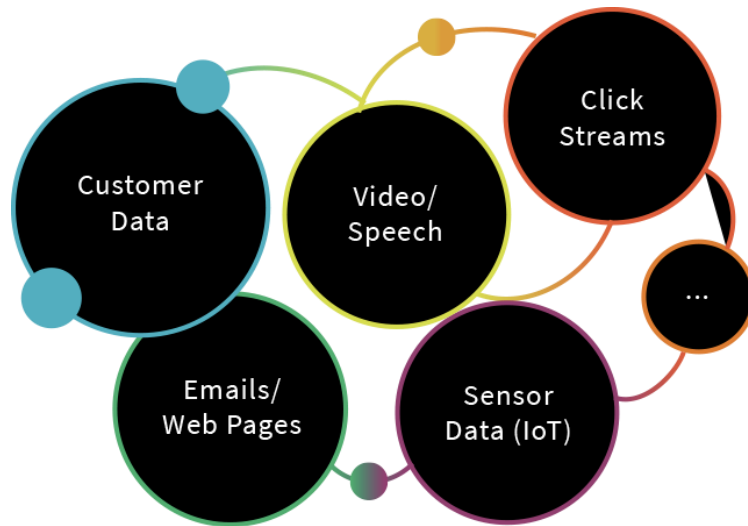 Customer
Data
Video/
Speech
Click
Streams
...
Emails/
Web Pages
Sensor
Data (IoT)